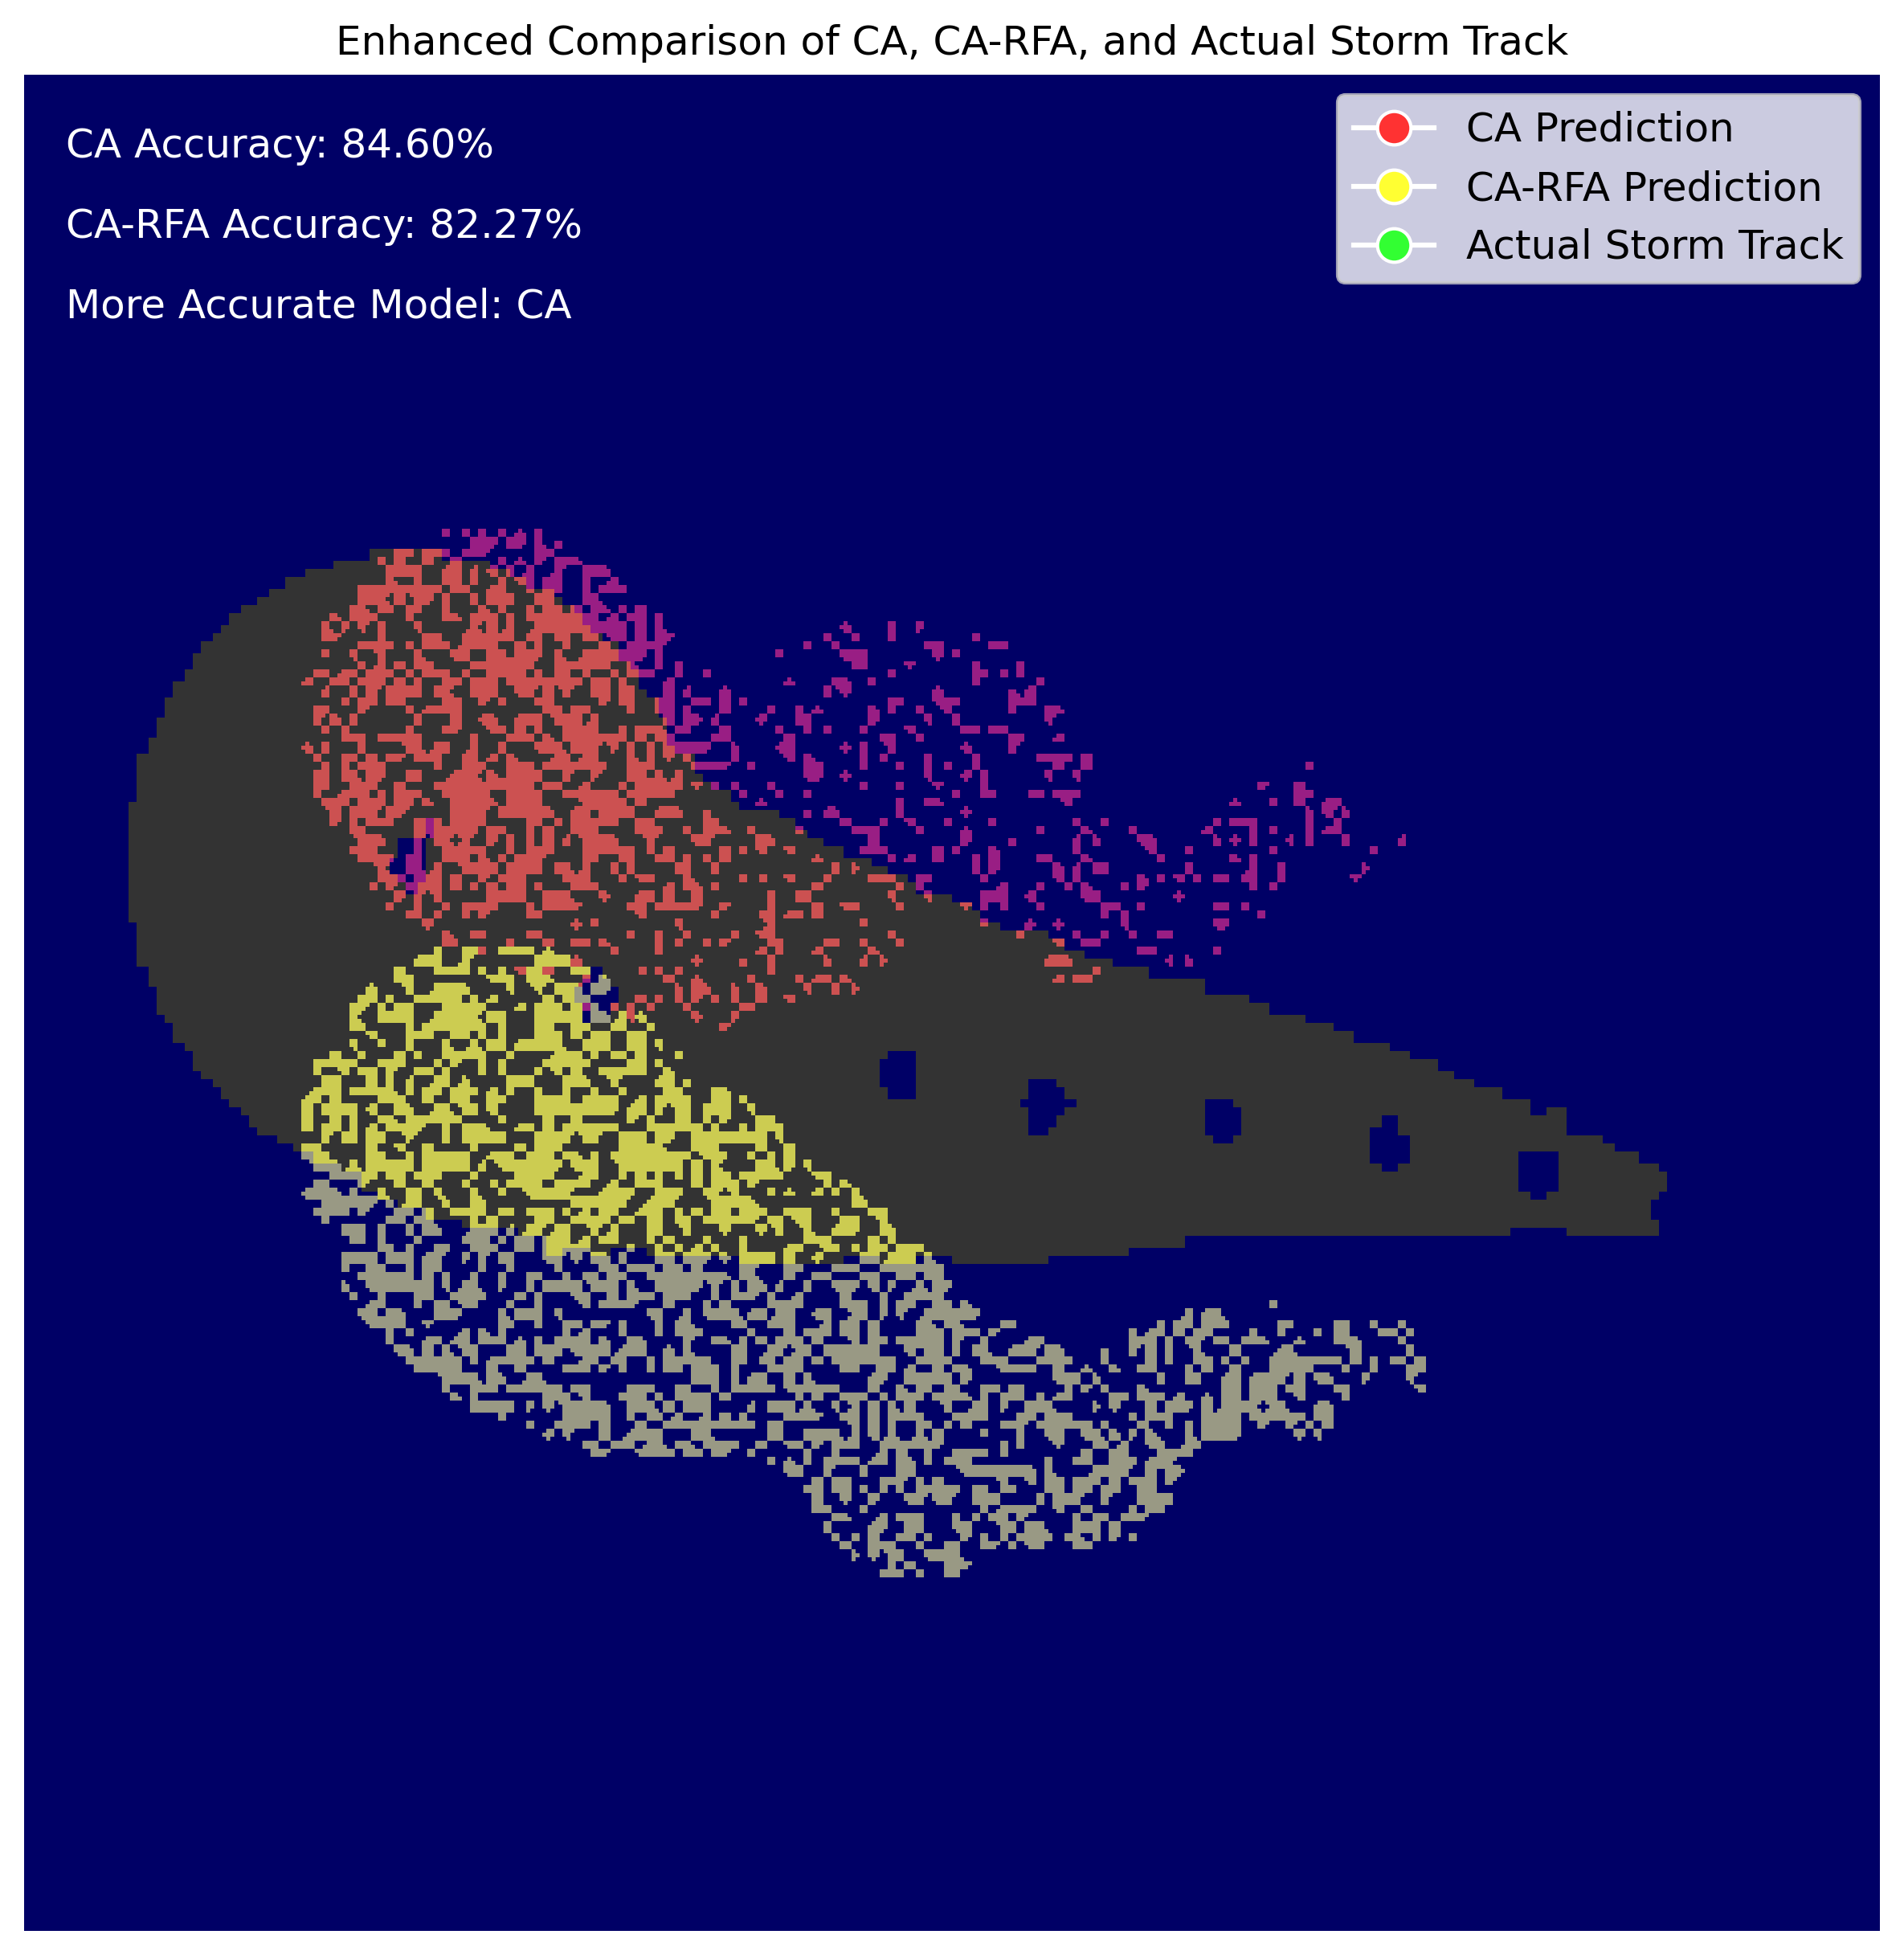 Enhanced Comparison of CA, CA-RFA, and Actual Storm Track
CA Accuracy: 84.60%
CA-RFA Accuracy: 82.27%
More Accurate Model: CA
CA Prediction
CA-RFA Prediction
Actual Storm Track